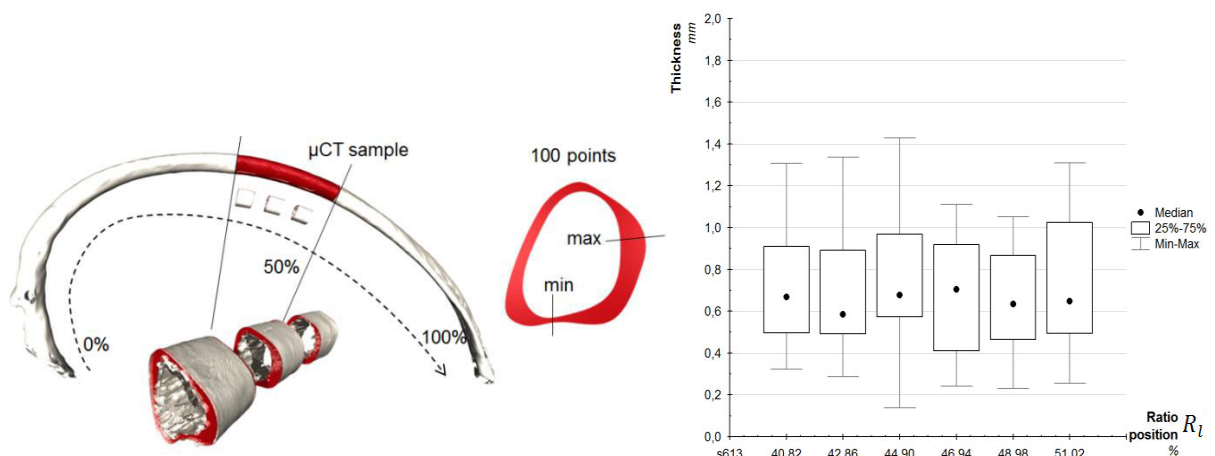 µCT sample
50%
0%
100%
100 points
max
min
Thickness
mm
2,0
1,8
1,6
1,4
1,2
1,0
0,8
0,6
0,4
0,2
0,0
s613 40,82 42,86 44,90 46,94 48,98 51,02
Median
25%-75%
Min-Max
Ratio
position R_l
%